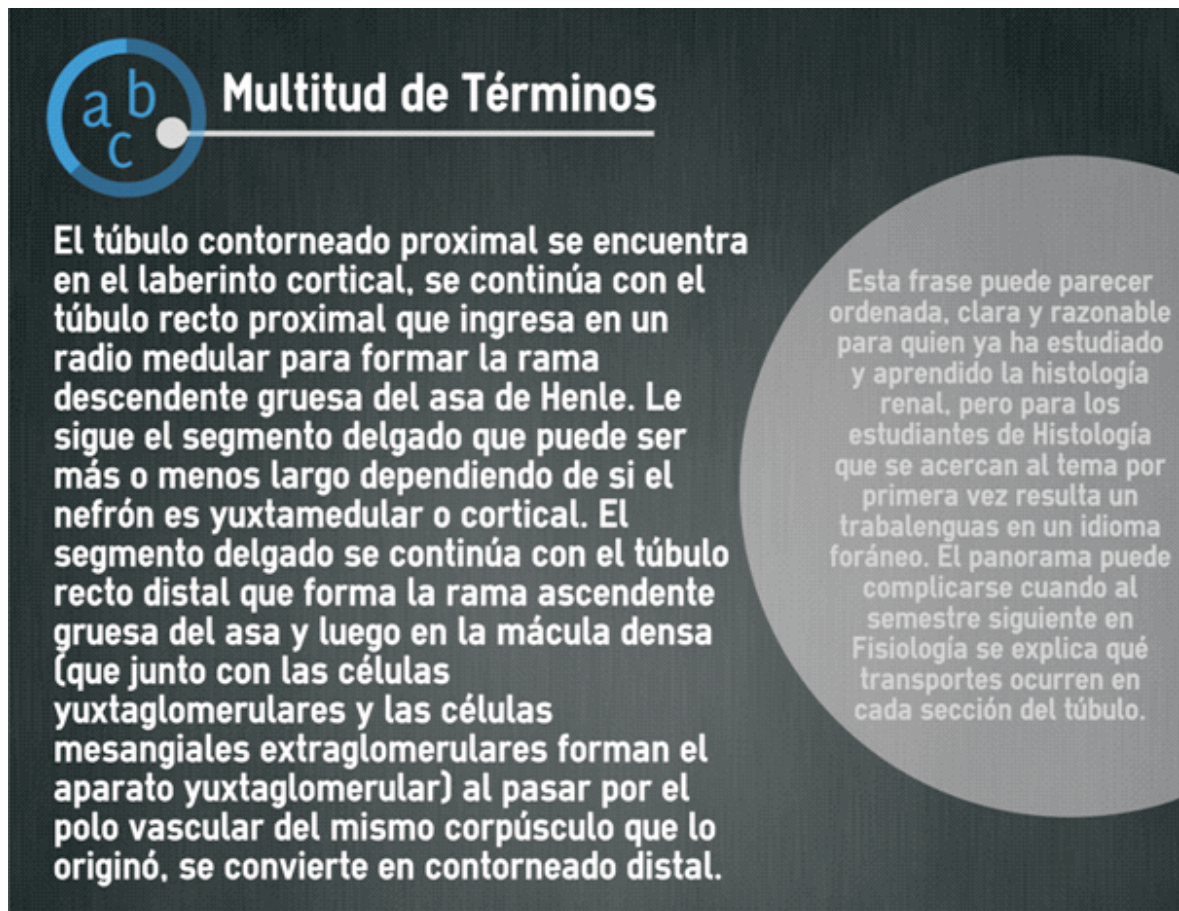 a b
c
Multitud de Términos
El túbulo contorneado proximal se encuentra
en el laberinto cortical, se continúa con el
túbulo recto proximal que ingresa en un
radio medular para formar la rama
descendente gruesa del asa de Henle. Le
sigue el segmento delgado que puede ser
más o menos largo dependiendo de si el
nefrón es yuxtamedular o cortical. El
segmento delgado se continúa con el túbulo
recto distal que forma la rama ascendente
gruesa del asa y luego en la mácula densa
(que junto con las células
yuxtaglomerulares y las células
mesangiales extraglomerulares forman el
aparato yuxtaglomerular) al pasar por el
polo vascular del mismo corpúsculo que lo
originó, se convierte en contorneado distal.
Esta frase puede parecer
ordenada, clara y razonable
para quien ya ha estudiado
y aprendido la histología
renal, pero para los
estudiantes de Histología
que se acercan al tema por
primera vez resulta un
trabalenguas en un idioma
foráneo. El panorama puede
complicarse cuando al
semestre siguiente en
Fisiología se explica qué
transportes ocurren en
cada sección del túbulo.